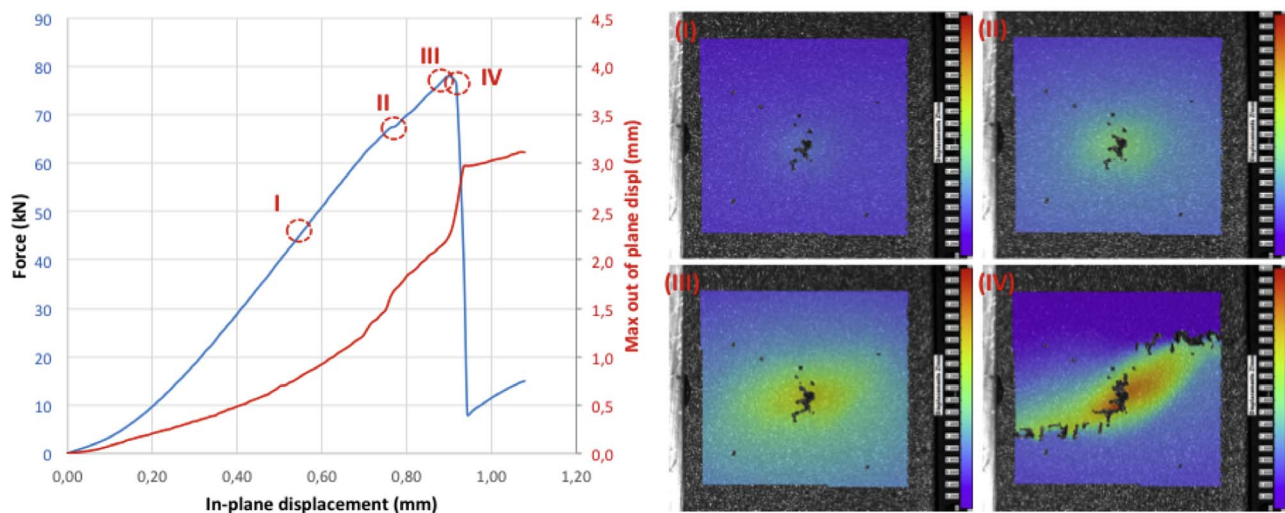 90
80
70
60
50
40
30
20
10
0
Force (kN)
4,5
4,0
3,5
3,0
2,5
2,0
1,5
1,0
0,5
0,0
Max out of plane displ (mm)
0,00 0,20 0,40 0,60 0,80 1,00 1,20
In-plane displacement (mm)
I
II
III
IV
(I)
(II)
(III)
(IV)